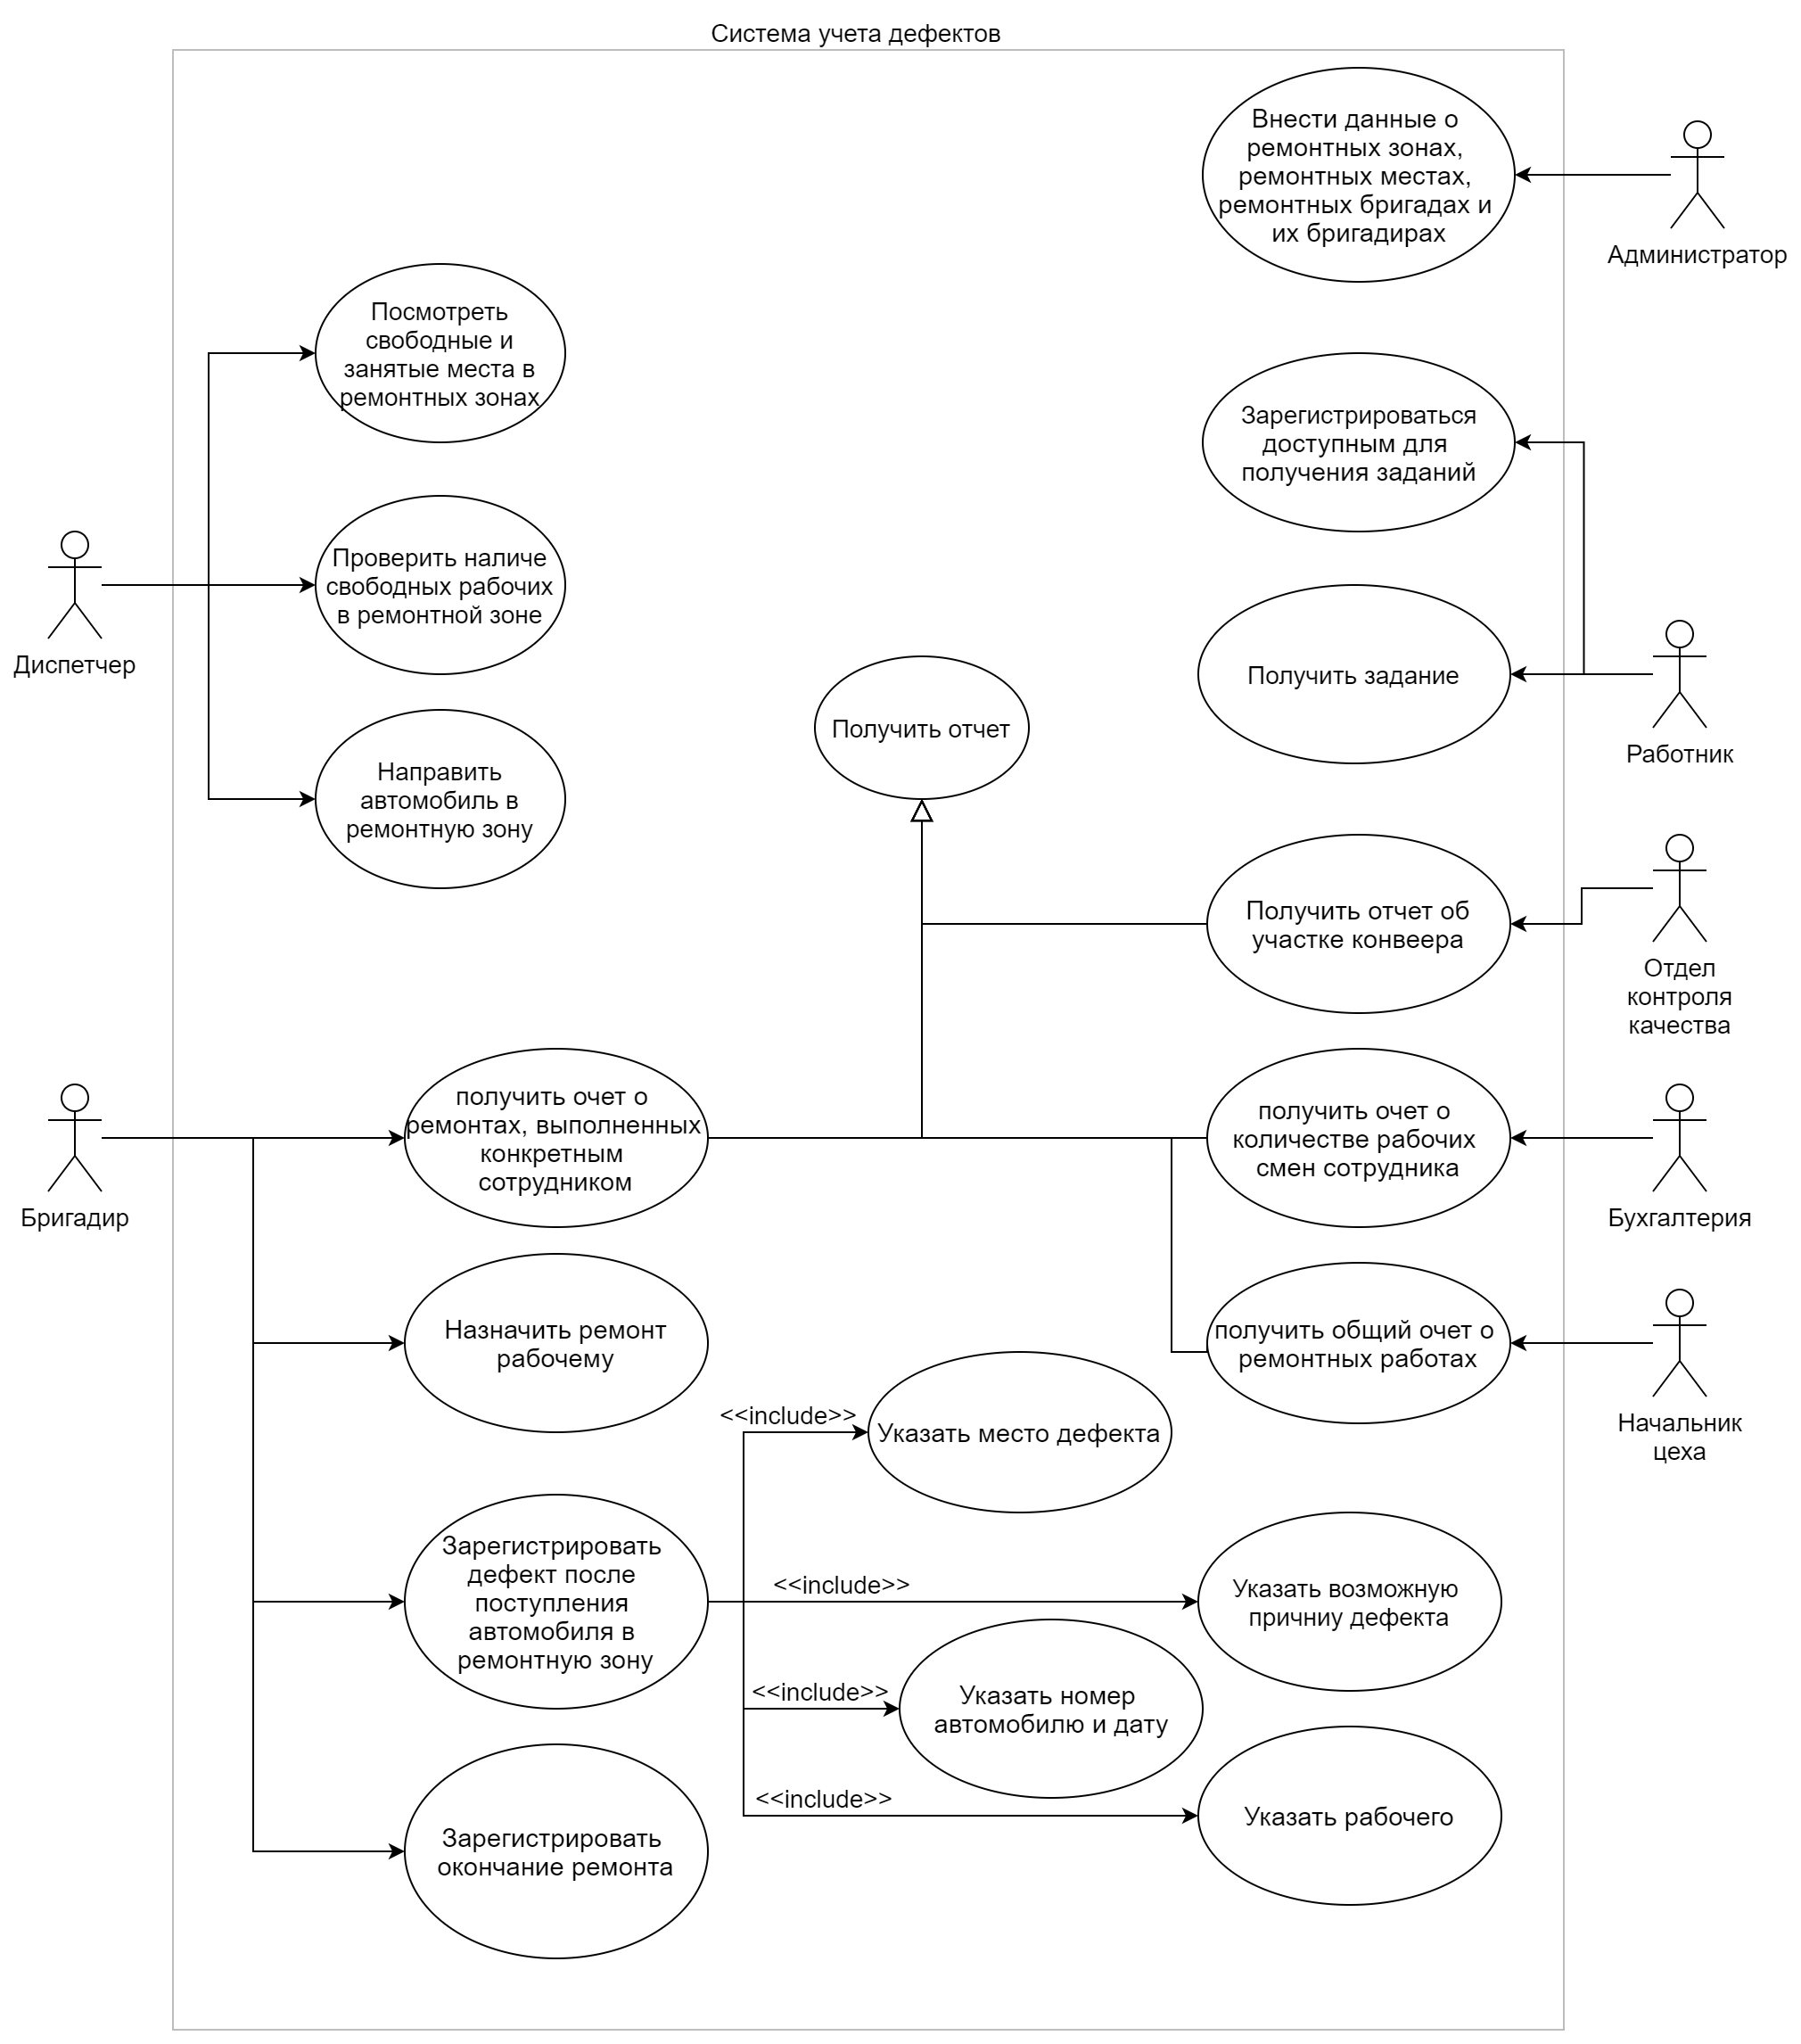 Система учета дефектов
Внести данные о
ремонтных зонах,
ремонтных местах,
ремонтных бригадах и
их бригадирах
Администратор
Посмотреть
свободные и
занятые места в
ремонтных зонах
Зарегистрироваться
доступным для
получения заданий
Проверить наличе
свободных рабочих
в ремонтной зоне
Диспетчер
Получить задание
Работник
Получить отчет
Направить
автомобиль в
ремонтную зону
Получить отчет об
участке конвеера
Отдел
контроля
качества
получить очет о
ремонтах, выполненных
конкретным
сотрудником
Бригадир
получить очет о
количестве рабочих
смен сотрудника
Бухгалтерия
Назначить ремонт
рабочему
получить общий очет о
ремонтных работах
Начальник
цеха
<<include>>
Указать место дефекта
Зарегистрировать
дефект после
поступления
автомобиля в
ремонтную зону
<<include>>
Указать возможную
причниу дефекта
<<include>>
Указать номер
автомобилю и дату
<<include>>
Указать рабочего
Зарегистрировать
окончание ремонта